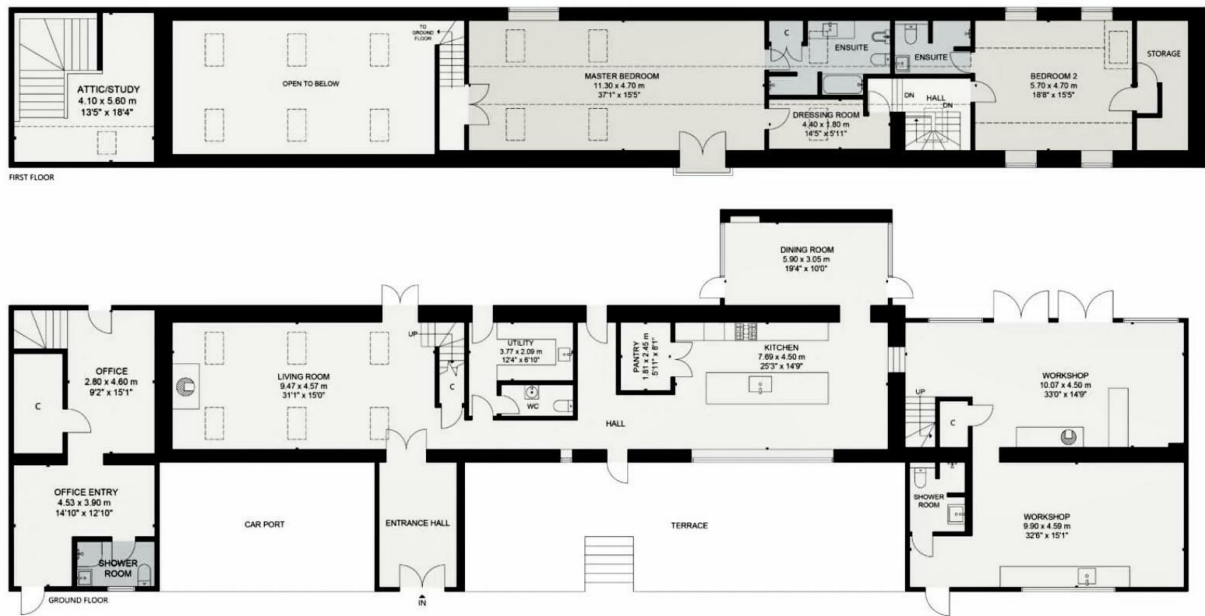 ATTIC/STUDY
4.10 x 5.60 m
13'5" x 18'4"
OPEN TO BELOW
TO
GROUND
FLOOR
MASTER BEDROOM
11.30 x 4.70 m
37'1" x 15'5"
C
ENSUITE
ENSUITE
DRESSING ROOM
4.40 x 1.80 m
14'5" x 5'11"
DN
HALL
DN
BEDROOM 2
5.70 x 4.70 m
18'8" x 15'5"
STORAGE
FIRST FLOOR
DINING ROOM
5.90 x 3.05 m
19'4" x 10'0"
OFFICE
2.80 x 4.60 m
9'2" x 15'1"
C
LIVING ROOM
9.47 x 4.57 m
31'1" x 15'0"
UP
C
UTILITY
3.77 x 2.09 m
12'4" x 6'10"
WC
HALL
PANTRY
1.81 x 2.45 m
5'11" x 8'1"
KITCHEN
7.69 x 4.50 m
25'3" x 14'9"
UP
C
WORKSHOP
10.07 x 4.50 m
33'0" x 14'9"
OFFICE ENTRY
4.53 x 3.90 m
14'10" x 12'10"
SHOWER
ROOM
CAR PORT
ENTRANCE HALL
IN
TERRACE
SHOWER
ROOM
WORKSHOP
9.90 x 4.59 m
32'6" x 15'1"
GROUND FLOOR